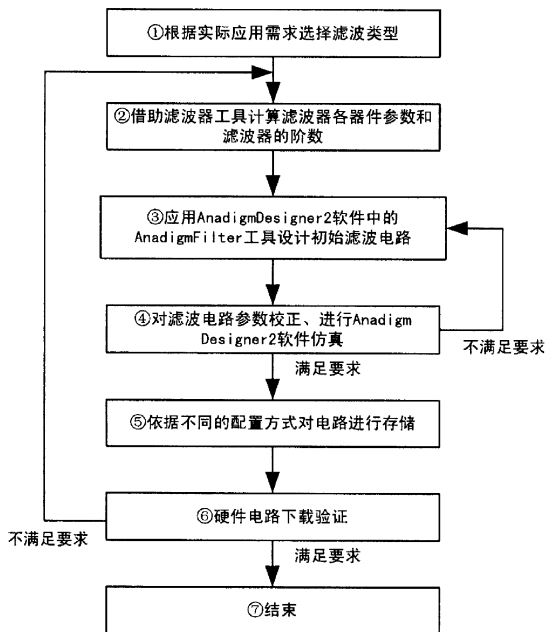 ①根据实际应用需求选择滤波类型
②借助滤波器工具计算滤波器各器件参数和
滤波器的阶数
③应用AnadigmDesigner2软件中的
AnadigmFilter工具设计初始滤波电路
④对滤波电路参数校正、进行Anadigm
Designer2软件仿真
不满足要求
满足要求
⑤依据不同的配置方式对电路进行存储
⑥硬件电路下载验证
不满足要求
满足要求
⑦结束